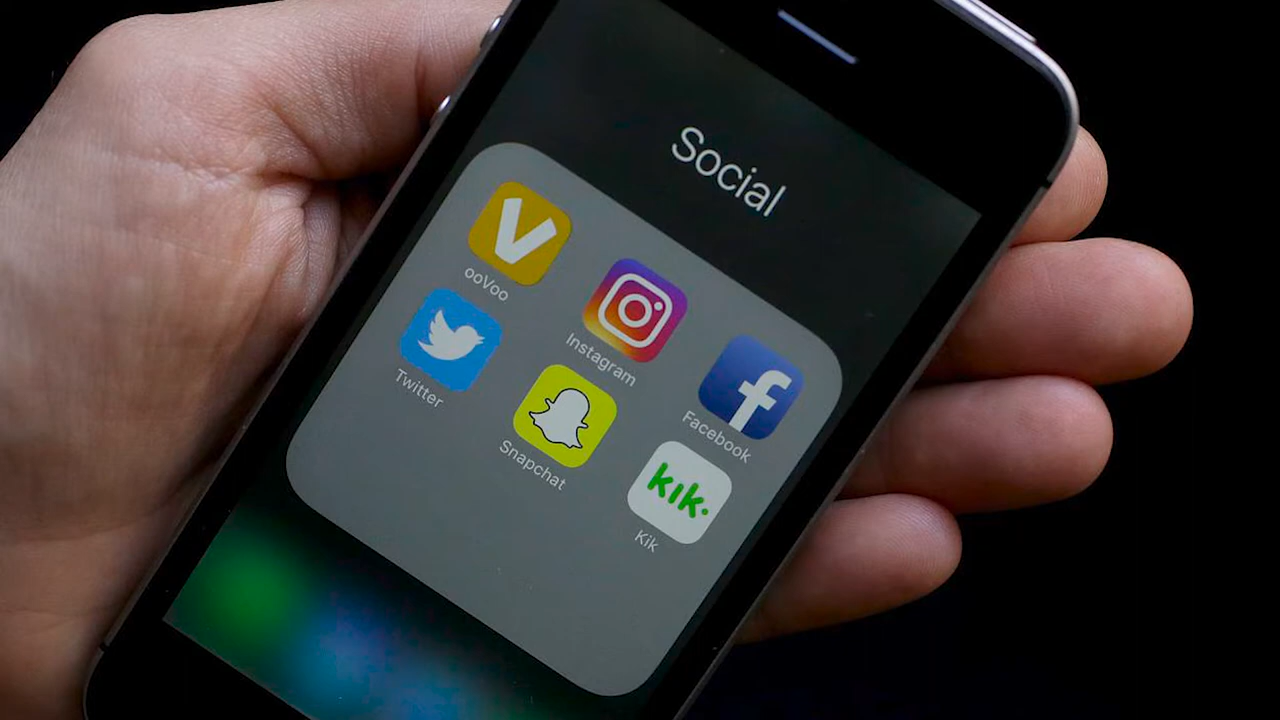 Social
ooVoo
Instagram
Facebook
Twitter
Snapchat
kik.
Kik